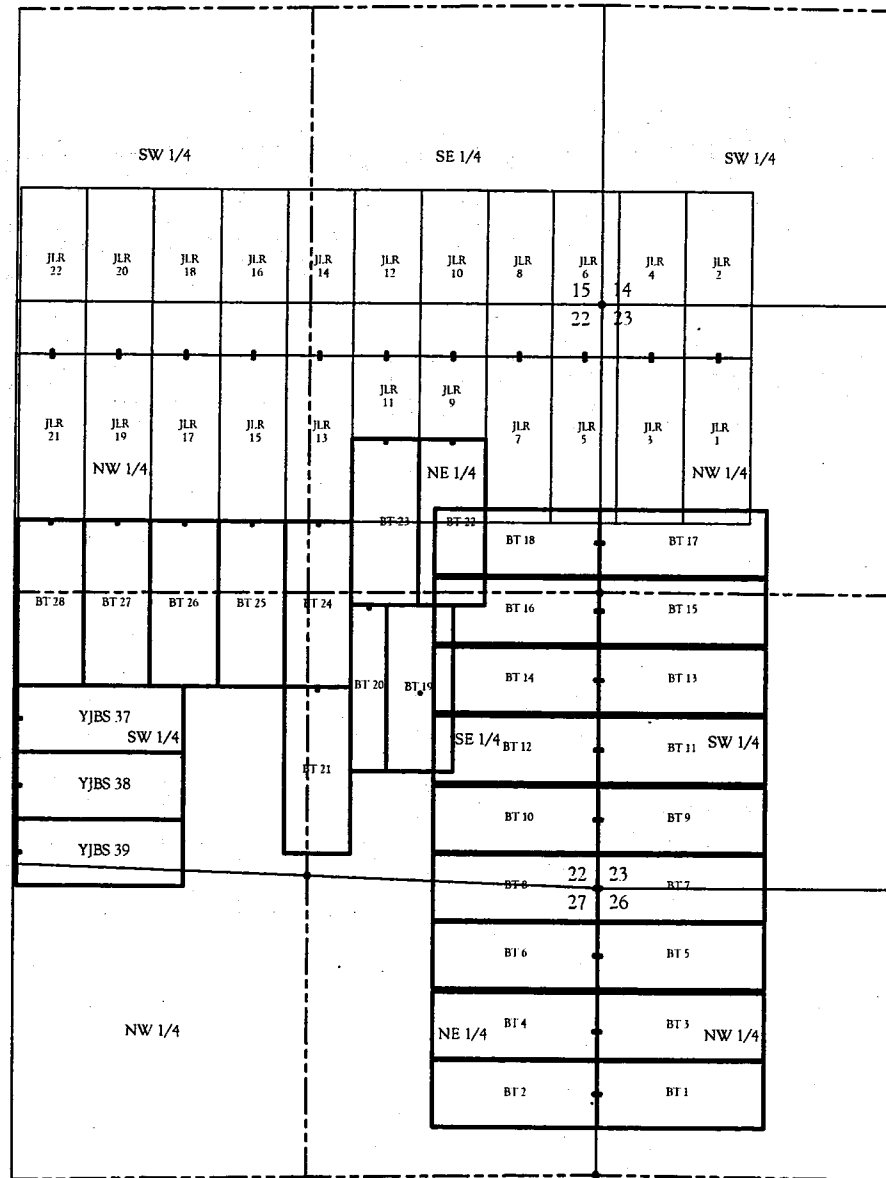 SW 1/4 SE 1/4 SW 1/4
JLR JLR JLR JLR JLR JLR JLR JLR JLR JLR JLR
22 20 18 16 14 12 10 8 6 4 2
15 14
22 23
JLR JLR
11 9
JLR JLR JLR JLR JLR JLR JLR JLR JLR
21 19 17 15 13 7 5 3 1
NW 1/4 NE 1/4 NW 1/4
BT 23 BT 22
BT 18 BT 17
BT 28 BT 27 BT 26 BT 25 BT 24 BT 16 BT 15
BT 20 BT 19 BT 14 BT 13
YJBS 37
SW 1/4 SE 1/4 SW 1/4
BT 12 BT 11
BT 21
YJBS 38
BT 10 BT 9
YJBS 39
22 23
BT 8 BT 7
27 26
BT 6 BT 5
BT 4 BT 3
NW 1/4 NE 1/4 NW 1/4
BT 2 BT 1